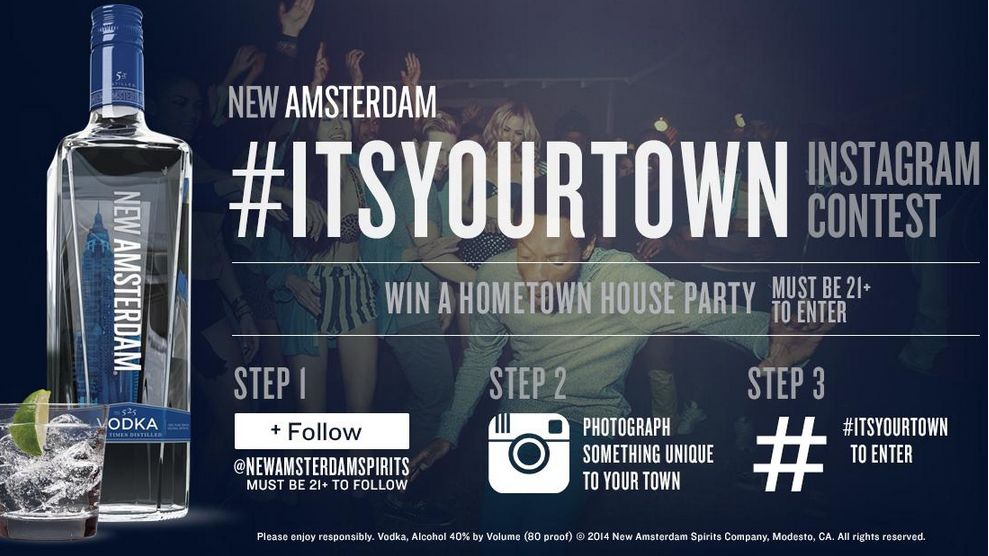 NEW AMSTERDAM
#ITSYOURTOWN
INSTAGRAM
CONTEST
WIN A HOMETOWN HOUSE PARTY
MUST BE 21+
TO ENTER
STEP 1
+ Follow
@NEWAMSTERDAMSPIRITS
MUST BE 21+ TO FOLLOW
STEP 2
PHOTOGRAPH
SOMETHING UNIQUE
TO YOUR TOWN
STEP 3
#
#ITSYOURTOWN
TO ENTER
NEW AMSTERDAM.
525
VODKA
TIMES DISTILLED
Please enjoy responsibly. Vodka, Alcohol 40% by Volume (80 proof) © 2014 New Amsterdam Spirits Company, Modesto, CA. All rights reserved.